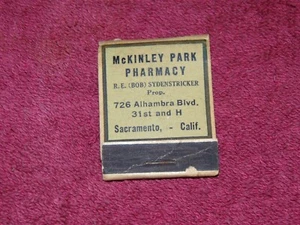 McKINLEY PARK
PHARMACY
R.E. (BOB) SYDENSTRICKER
Prop.
726 Alhambra Blvd.
31st and H
Sacramento, - Calif.